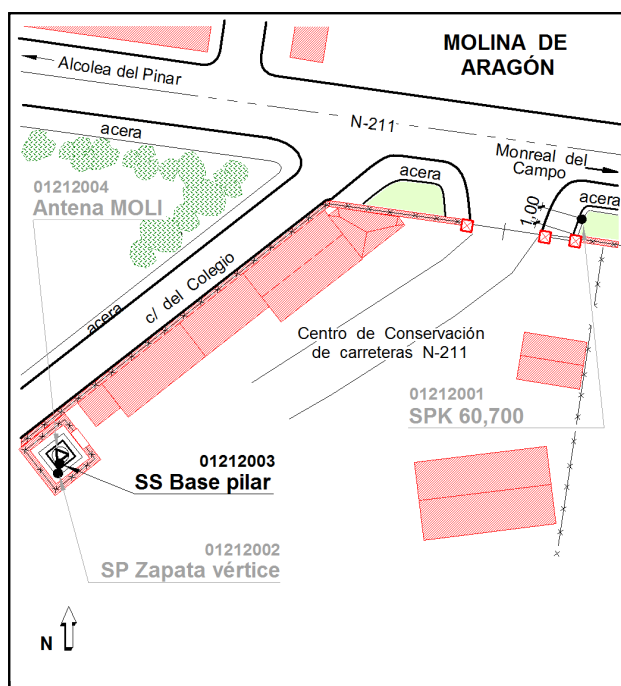 MOLINA DE
ARAGÓN
Alcolea del Pinar
N-211
acera
Monreal del
Campo
acera
acera
1,00
01212004
Antena MOLI
c/ del Colegio
acera
Centro de Conservación
de carreteras N-211
01212001
SPK 60,700
01212003
SS Base pilar
01212002
SP Zapata vértice
N